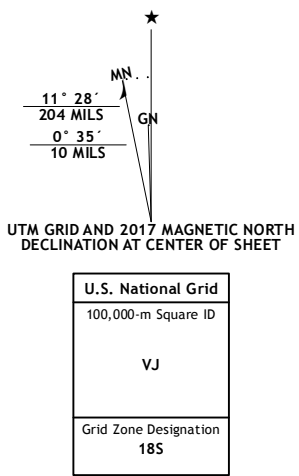 ★
MN
11° 28´
204 MILS
GN
0° 35´
10 MILS
UTM GRID AND 2017 MAGNETIC NORTH
DECLINATION AT CENTER OF SHEET
U.S. National Grid
100,000-m Square ID
VJ
Grid Zone Designation
18S